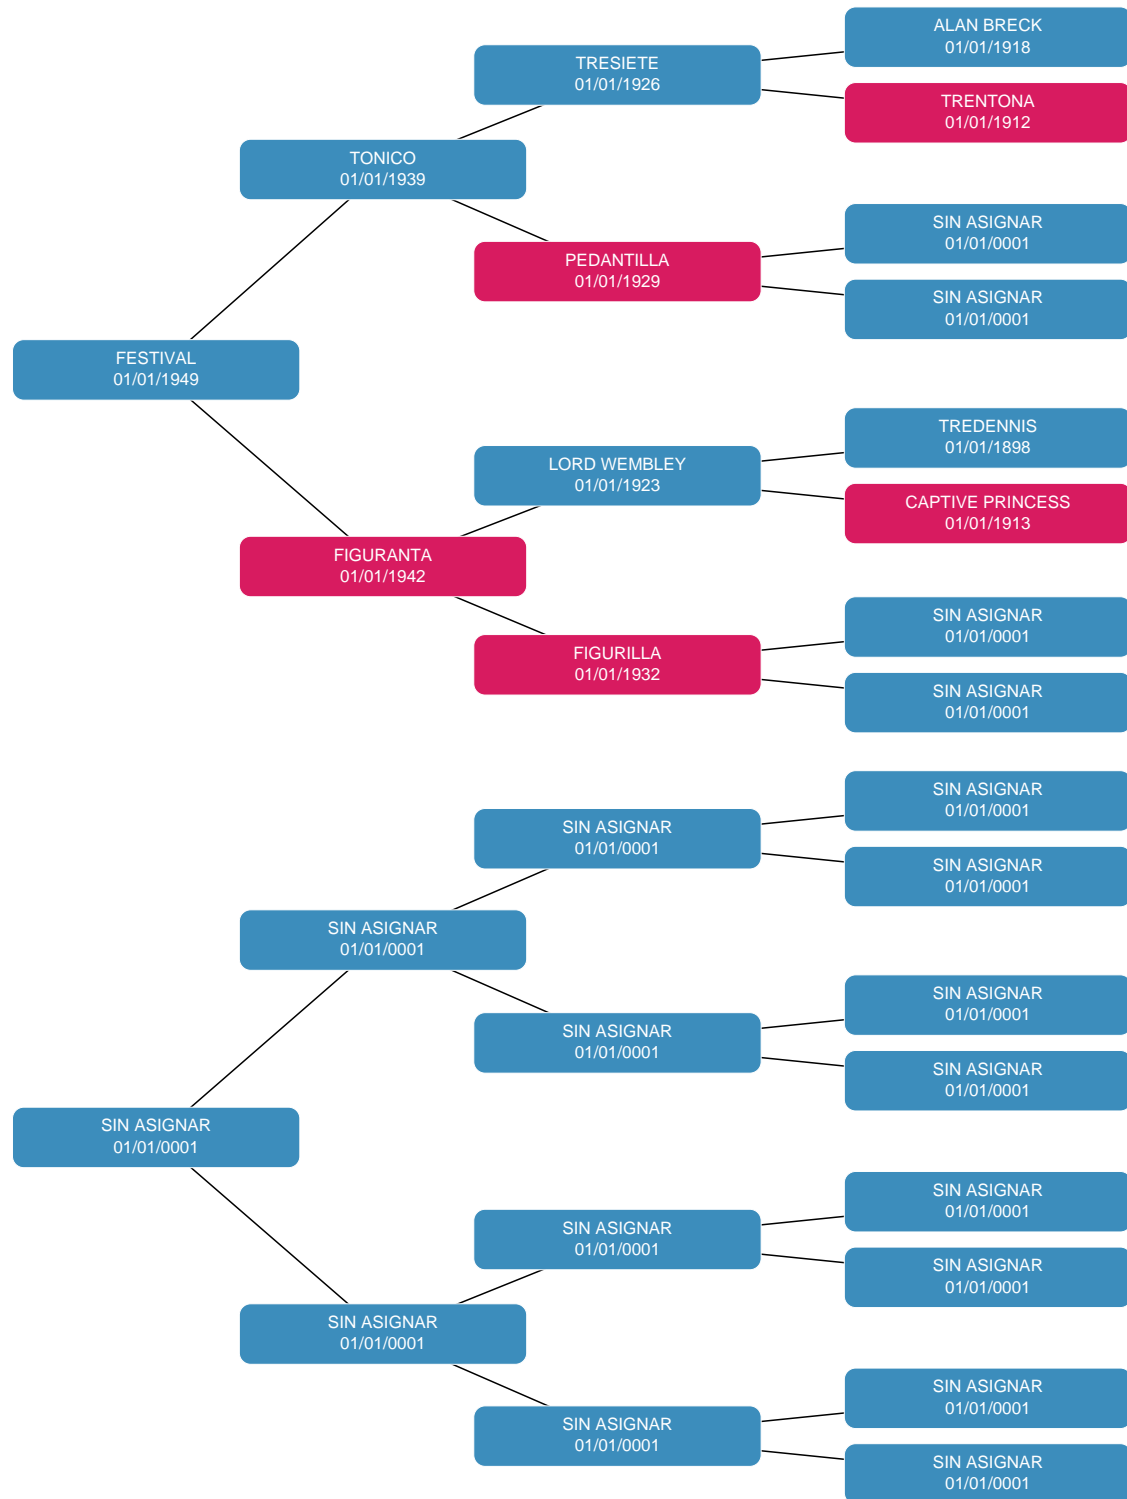 ALAN BRECK
01/01/1918
TRESIETE
01/01/1926
TRENTONA
01/01/1912
TONICO
01/01/1939
SIN ASIGNAR
01/01/0001
PEDANTILLA
01/01/1929
SIN ASIGNAR
01/01/0001
FESTIVAL
01/01/1949
TREDENNIS
01/01/1898
LORD WEMBLEY
01/01/1923
CAPTIVE PRINCESS
01/01/1913
FIGURANTA
01/01/1942
SIN ASIGNAR
01/01/0001
FIGURILLA
01/01/1932
SIN ASIGNAR
01/01/0001
SIN ASIGNAR
01/01/0001
SIN ASIGNAR
01/01/0001
SIN ASIGNAR
01/01/0001
SIN ASIGNAR
01/01/0001
SIN ASIGNAR
01/01/0001
SIN ASIGNAR
01/01/0001
SIN ASIGNAR
01/01/0001
SIN ASIGNAR
01/01/0001
SIN ASIGNAR
01/01/0001
SIN ASIGNAR
01/01/0001
SIN ASIGNAR
01/01/0001
SIN ASIGNAR
01/01/0001
SIN ASIGNAR
01/01/0001
SIN ASIGNAR
01/01/0001
SIN ASIGNAR
01/01/0001